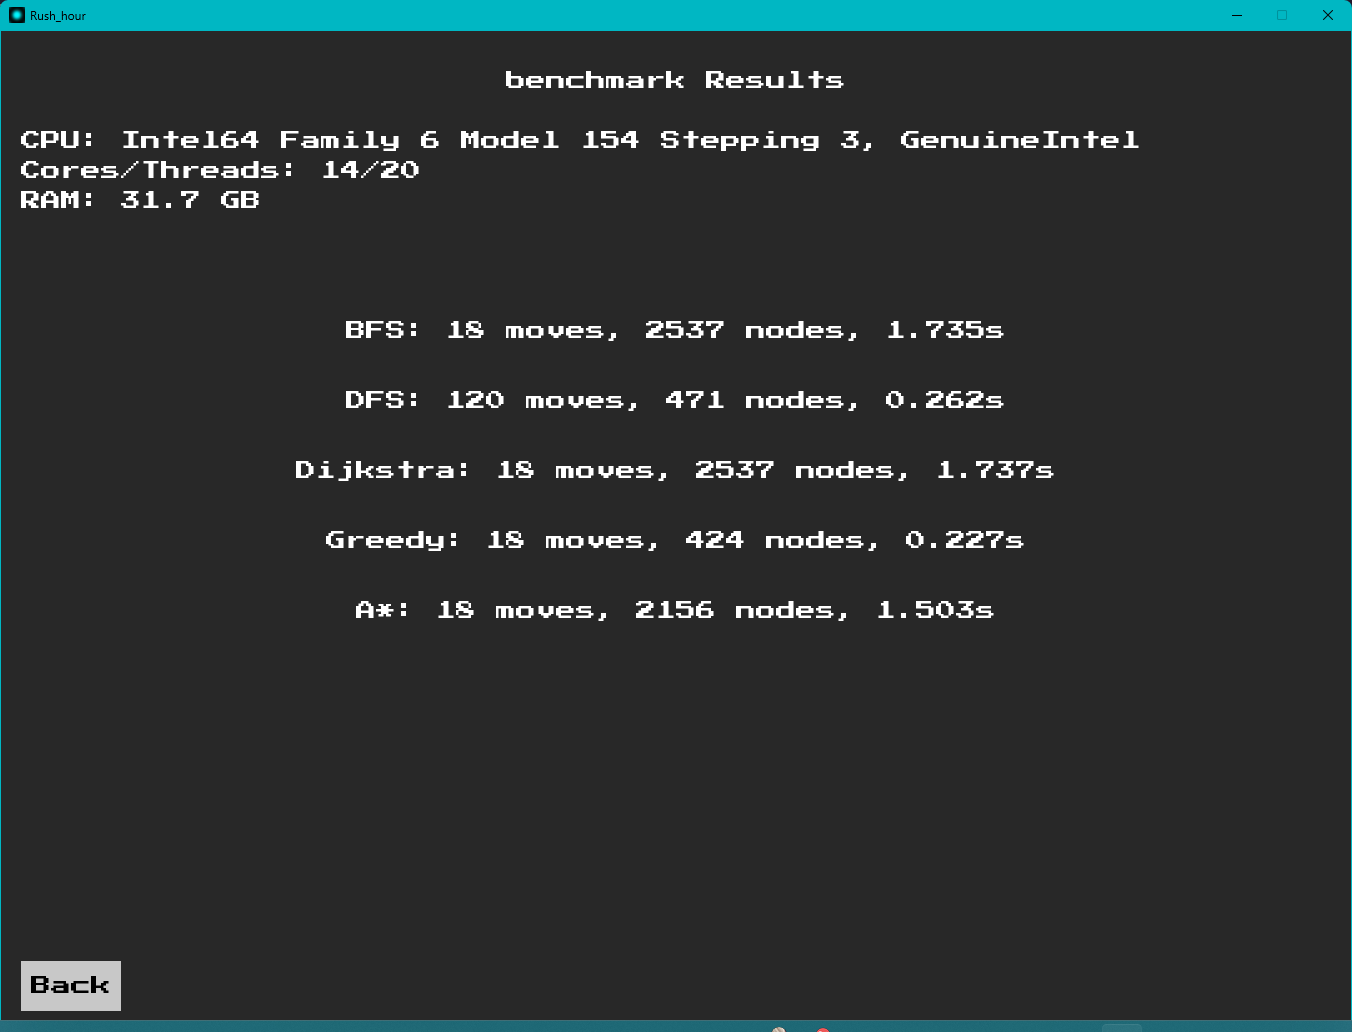 Rush_hour
benchmark Results
CPU: Intel64 Family 6 Model 154 Stepping 3, GenuineIntel
Cores/Threads: 14/20
RAM: 31.7 GB
BFS: 18 moves, 2537 nodes, 1.735s
DFS: 120 moves, 471 nodes, 0.262s
Dijkstra: 18 moves, 2537 nodes, 1.737s
Greedy: 18 moves, 424 nodes, 0.227s
A*: 18 moves, 2156 nodes, 1.503s
Back